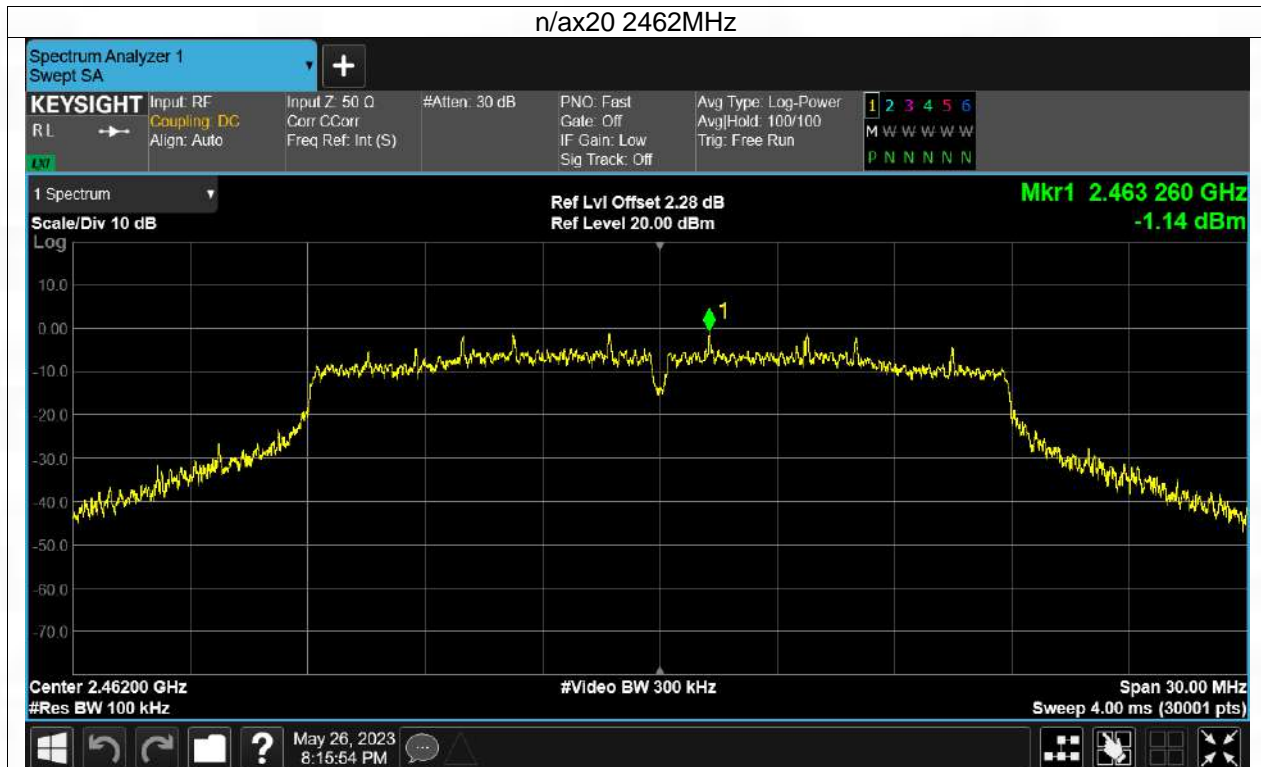 n/ax20 2462MHz
Spectrum Analyzer 1
Swept SA
KEYSIGHT
RL
LXI
Input: RF
Coupling: DC
Align: Auto
Input Z: 50 Ω
Corr CCorr
Freq Ref: Int (S)
#Atten: 30 dB
PNO: Fast
Gate: Off
IF Gain: Low
Sig Track: Off
Avg Type: Log-Power
Avg|Hold: 100/100
Trig: Free Run
1 2 3 4 5 6
M W W W W W
P N N N N N
1 Spectrum
Scale/Div 10 dB
Ref Lvl Offset 2.28 dB
Ref Level 20.00 dBm
Mkr1 2.463 260 GHz
-1.14 dBm
Log
10.0
0.00
-10.0
-20.0
-30.0
-40.0
-50.0
-60.0
-70.0
1
Center 2.46200 GHz
#Res BW 100 kHz
#Video BW 300 kHz
Span 30.00 MHz
Sweep 4.00 ms (30001 pts)
?
May 26, 2023
8:15:54 PM